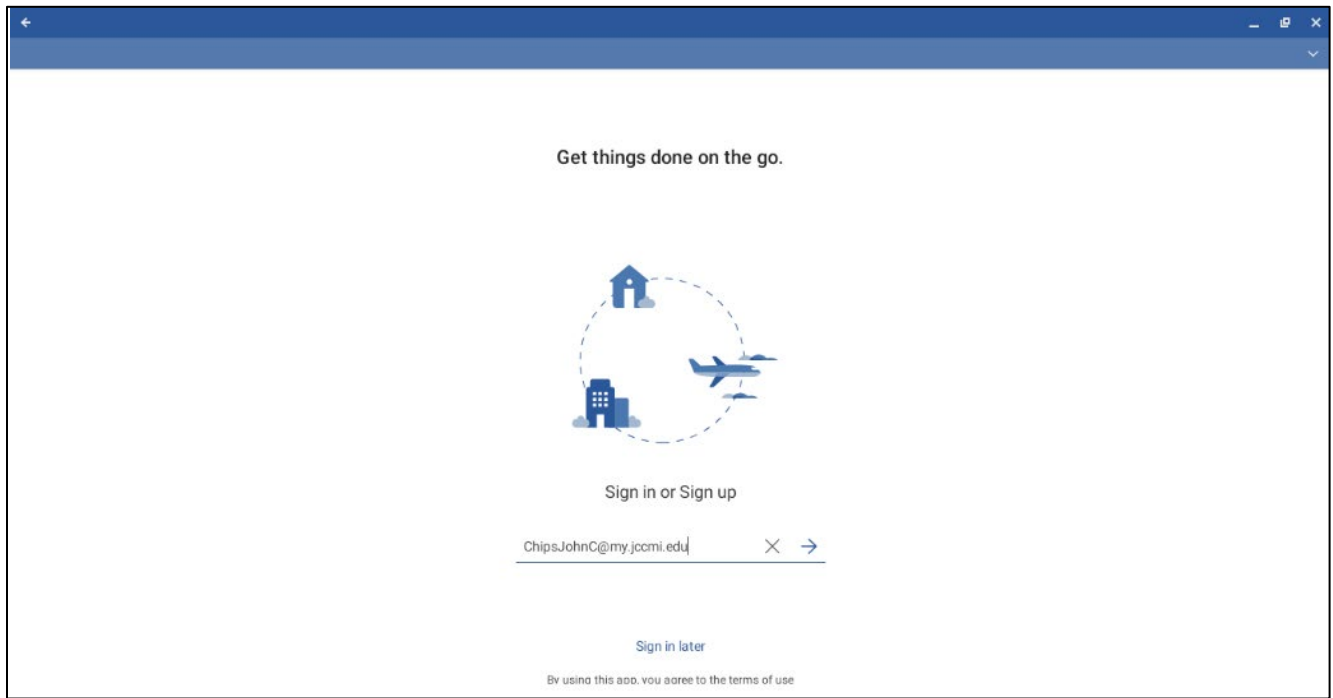 Get things done on the go.
Sign in or Sign up
ChipsJohnC@my.jccmi.edu
Sign in later
By using this app, you agree to the terms of use